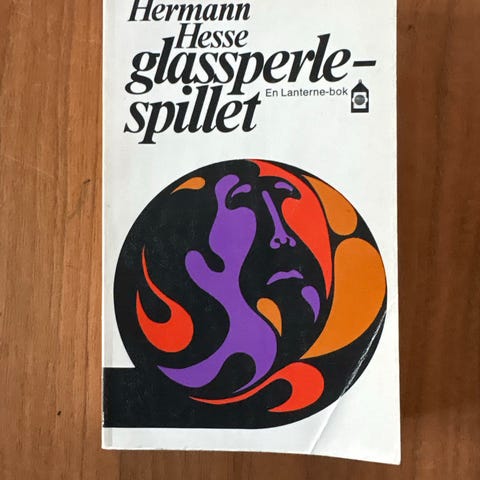 Hermann
Hesse
glassperle-
spillet
En Lanterne-bok